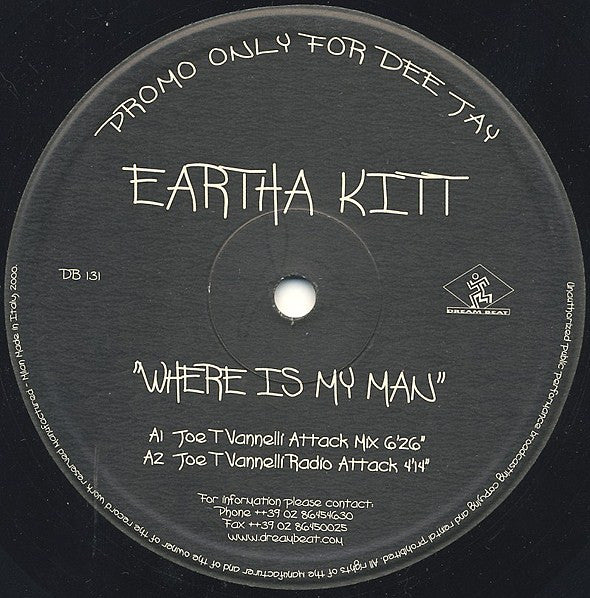 PROMO ONLY FOR DEE JAY
EARTHA KITT
DB 131
DREAM BEAT
"WHERE IS MY MAN"
A1 Joe T Vannelli Attack Mix 6'26"
A2 Joe T Vannelli Radio Attack 4'14"
For information please contact:
Phone ++39 02 86454630
Fax ++39 02 86450025
www.dreambeat.com
Unauthorized public performance broadcasting copying and rental prohibited. All rights of the Manufacturer and of the owner of the record work reserved Manufactured. Milan Made in Italy 2000.